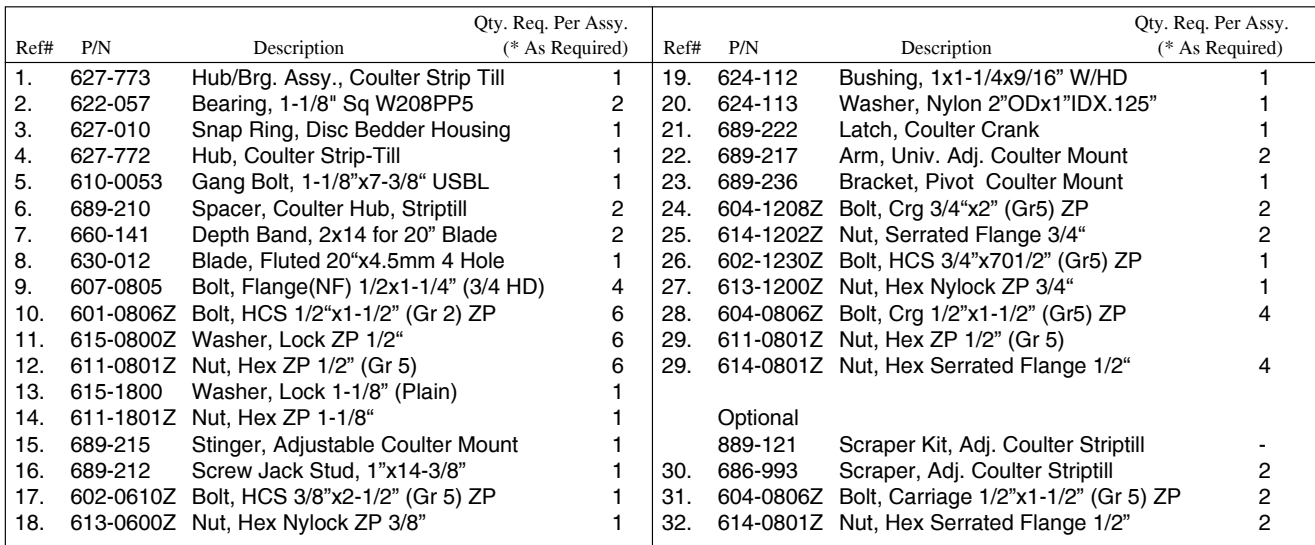 Qty. Req. Per Assy.
Ref# P/N Description (* As Required)
1. 627-773 Hub/Brg. Assy., Coulter Strip Till 1
2. 622-057 Bearing, 1-1/8" Sq W208PP5 2
3. 627-010 Snap Ring, Disc Bedder Housing 1
4. 627-772 Hub, Coulter Strip-Till 1
5. 610-0053 Gang Bolt, 1-1/8”x7-3/8“ USBL 1
6. 689-210 Spacer, Coulter Hub, Striptill 2
7. 660-141 Depth Band, 2x14 for 20” Blade 2
8. 630-012 Blade, Fluted 20“x4.5mm 4 Hole 1
9. 607-0805 Bolt, Flange(NF) 1/2x1-1/4” (3/4 HD) 4
10. 601-0806Z Bolt, HCS 1/2“x1-1/2” (Gr 2) ZP 6
11. 615-0800Z Washer, Lock ZP 1/2“ 6
12. 611-0801Z Nut, Hex ZP 1/2” (Gr 5) 6
13. 615-1800 Washer, Lock 1-1/8” (Plain) 1
14. 611-1801Z Nut, Hex ZP 1-1/8“ 1
15. 689-215 Stinger, Adjustable Coulter Mount 1
16. 689-212 Screw Jack Stud, 1”x14-3/8” 1
17. 602-0610Z Bolt, HCS 3/8”x2-1/2” (Gr 5) ZP 1
18. 613-0600Z Nut, Hex Nylock ZP 3/8” 1
Qty. Req. Per Assy.
Ref# P/N Description (* As Required)
19. 624-112 Bushing, 1x1-1/4x9/16” W/HD 1
20. 624-113 Washer, Nylon 2”ODx1”IDX.125” 1
21. 689-222 Latch, Coulter Crank 1
22. 689-217 Arm, Univ. Adj. Coulter Mount 2
23. 689-236 Bracket, Pivot Coulter Mount 1
24. 604-1208Z Bolt, Crg 3/4“x2” (Gr5) ZP 2
25. 614-1202Z Nut, Serrated Flange 3/4“ 2
26. 602-1230Z Bolt, HCS 3/4”x701/2” (Gr5) ZP 1
27. 613-1200Z Nut, Hex Nylock ZP 3/4“ 1
28. 604-0806Z Bolt, Crg 1/2”x1-1/2” (Gr5) ZP 4
29. 611-0801Z Nut, Hex ZP 1/2” (Gr 5)
29. 614-0801Z Nut, Hex Serrated Flange 1/2“ 4
Optional
889-121 Scraper Kit, Adj. Coulter Striptill -
30. 686-993 Scraper, Adj. Coulter Striptill 2
31. 604-0806Z Bolt, Carriage 1/2”x1-1/2” (Gr 5) ZP 2
32. 614-0801Z Nut, Hex Serrated Flange 1/2” 2